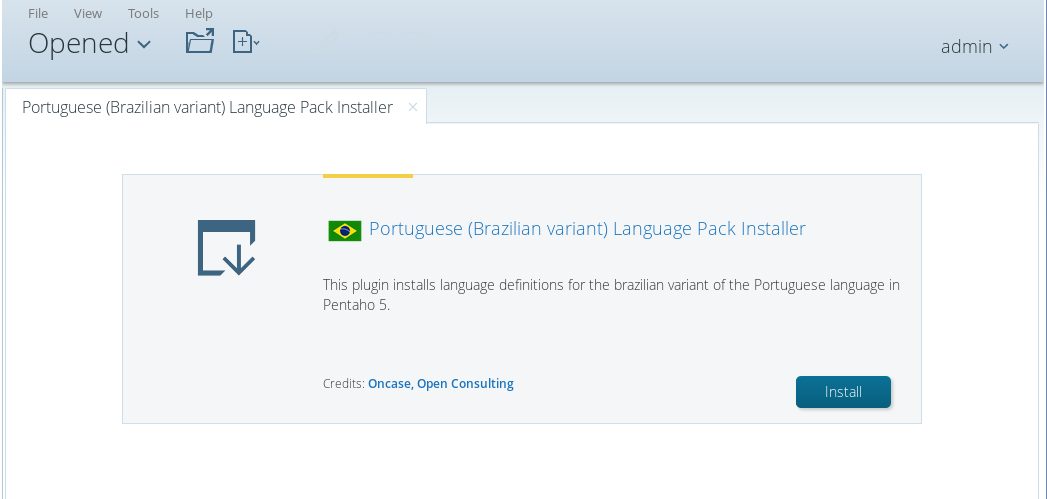 File View Tools Help
Opened
admin
Portuguese (Brazilian variant) Language Pack Installer ×
Portuguese (Brazilian variant) Language Pack Installer
This plugin installs language definitions for the brazilian variant of the Portuguese language in
Pentaho 5.
Credits: Oncase, Open Consulting
Install